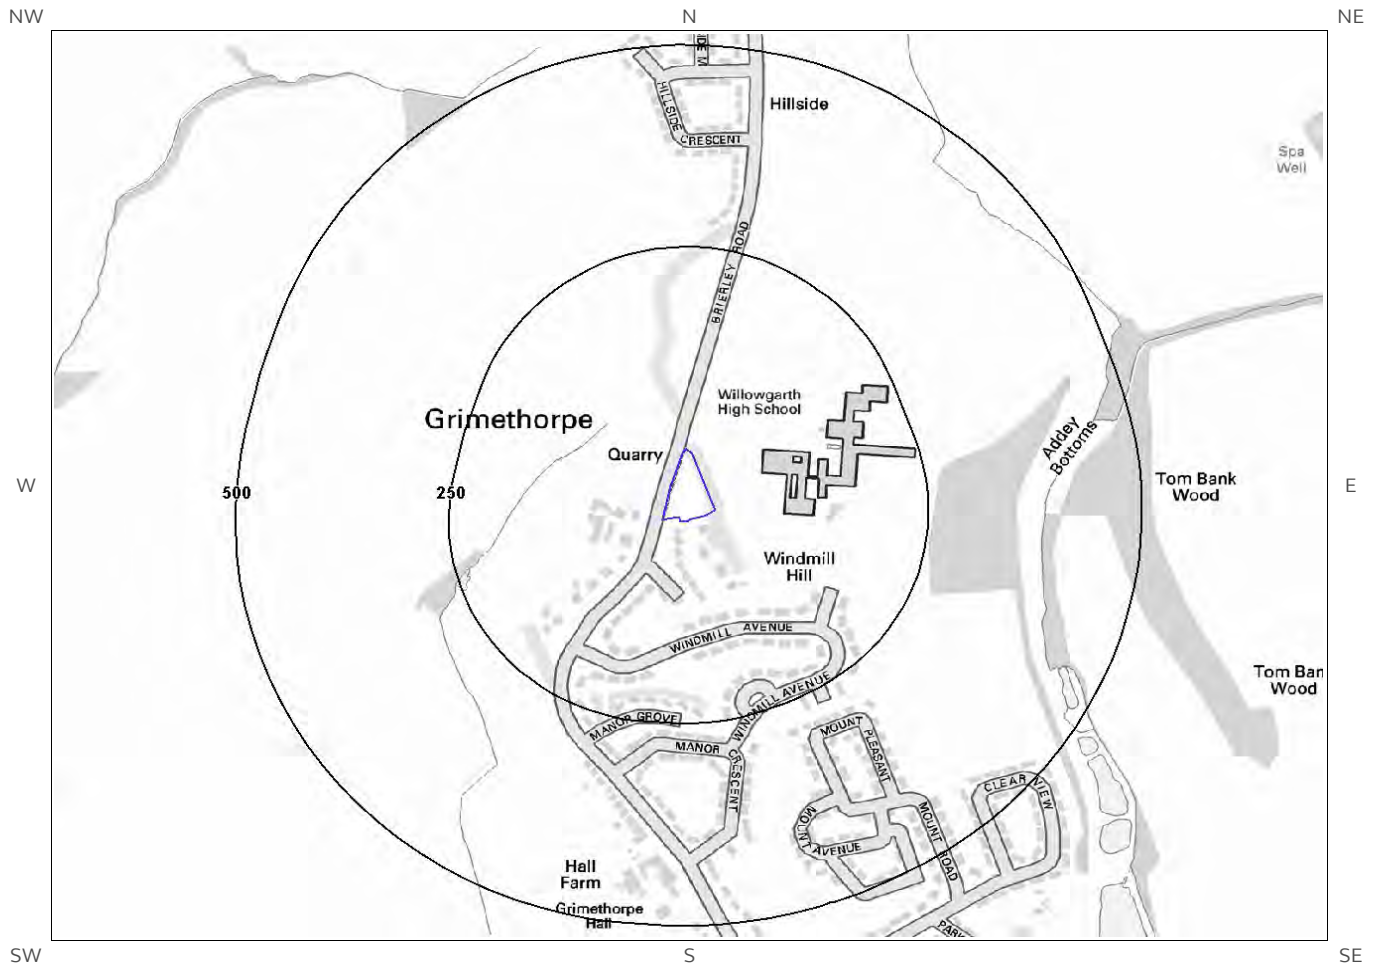 NW
N
NE
IDE M
Hillside
HILLSIDE
CRESCENT
Spa
Well
BRIERLEY ROAD
Willowgarth
High School
Grimethorpe
Quarry
Addey
Bottoms
W
500
250
Tom Bank
Wood
E
Windmill
Hill
WINDMILL AVENUE
Tom Ban
Wood
WINDMILL AVENUE
MANOR GROVE
MANOR
CRESCENT
MOUNT
PLEASANT
CLEAR VIEW
MOUNT
AVENUE
MOUNT ROAD
Hall
Farm
Grimethorpe
Hall
PARK
SW
S
SE